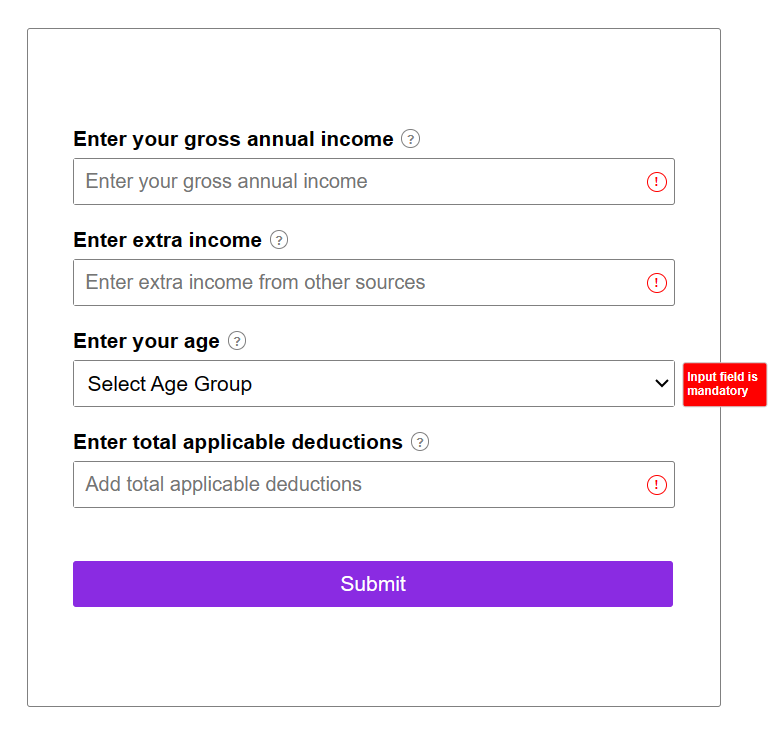 Enter your gross annual income ?
Enter your gross annual income !
Enter extra income ?
Enter extra income from other sources !
Enter your age ?
Select Age Group
Input field is
mandatory
Enter total applicable deductions ?
Add total applicable deductions !
Submit